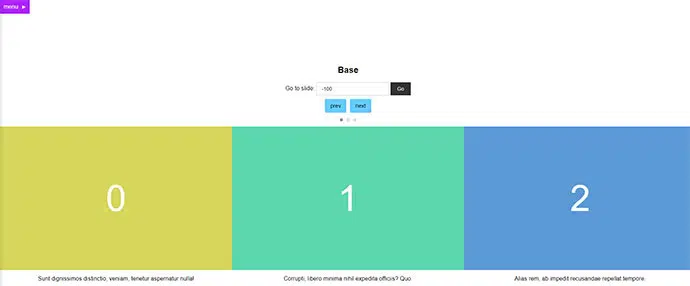 menu ►
Base
Go to slide -100 Go
prev next
0 1 2
Sunt dignissimos distinctio, veniam, tenetur aspernatur nulla!
Corrupti, libero minima nihil expedita officiis? Quo.
Alias rem, ab impedit recusandae repellat tempore.